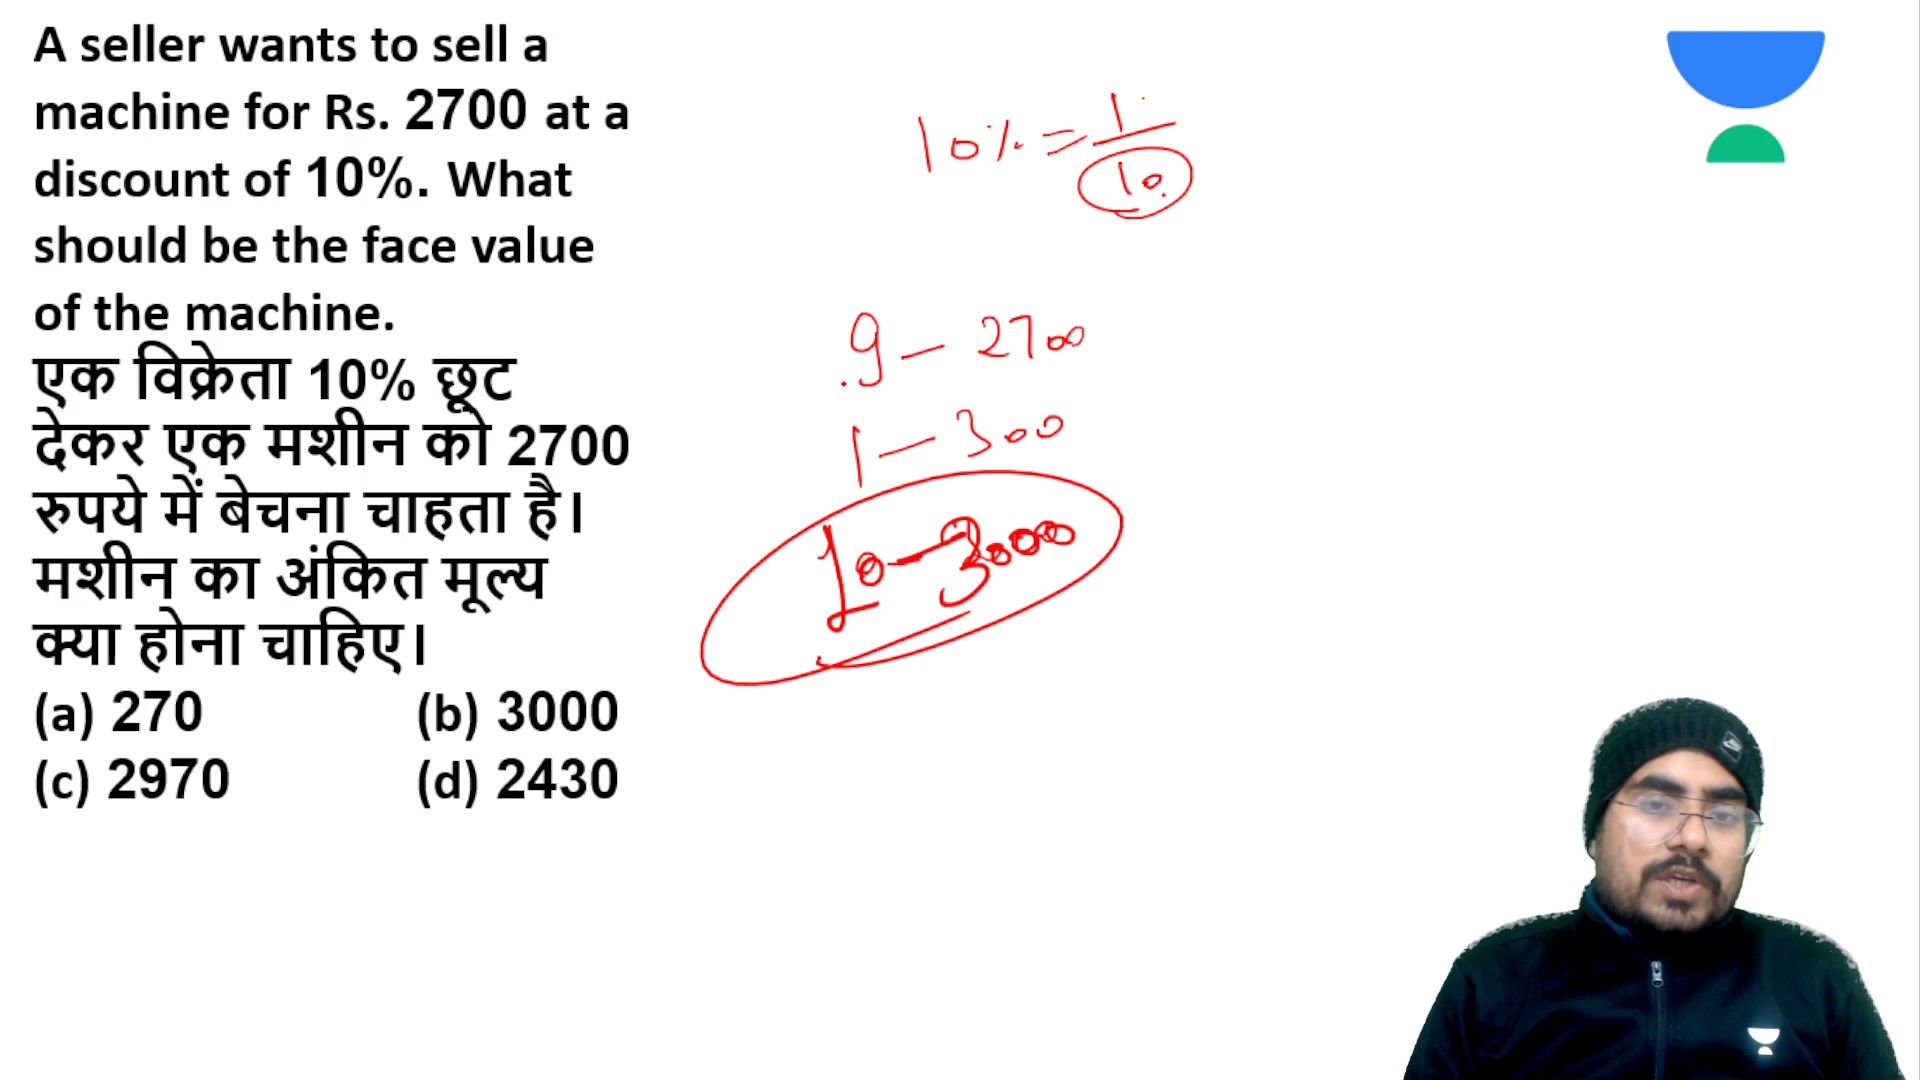 A seller wants to sell a
machine for Rs. 2700 at a
discount of 10%. What
should be the face value
of the machine.
एक विक्रेता 10% छूट
देकर एक मशीन को 2700
रुपये में बेचना चाहता है।
मशीन का अंकित मूल्य
क्या होना चाहिए।
(a) 270 (b) 3000
(c) 2970 (d) 2430
10% = 1/10
9 – 2700
1 – 300
10 – 3000